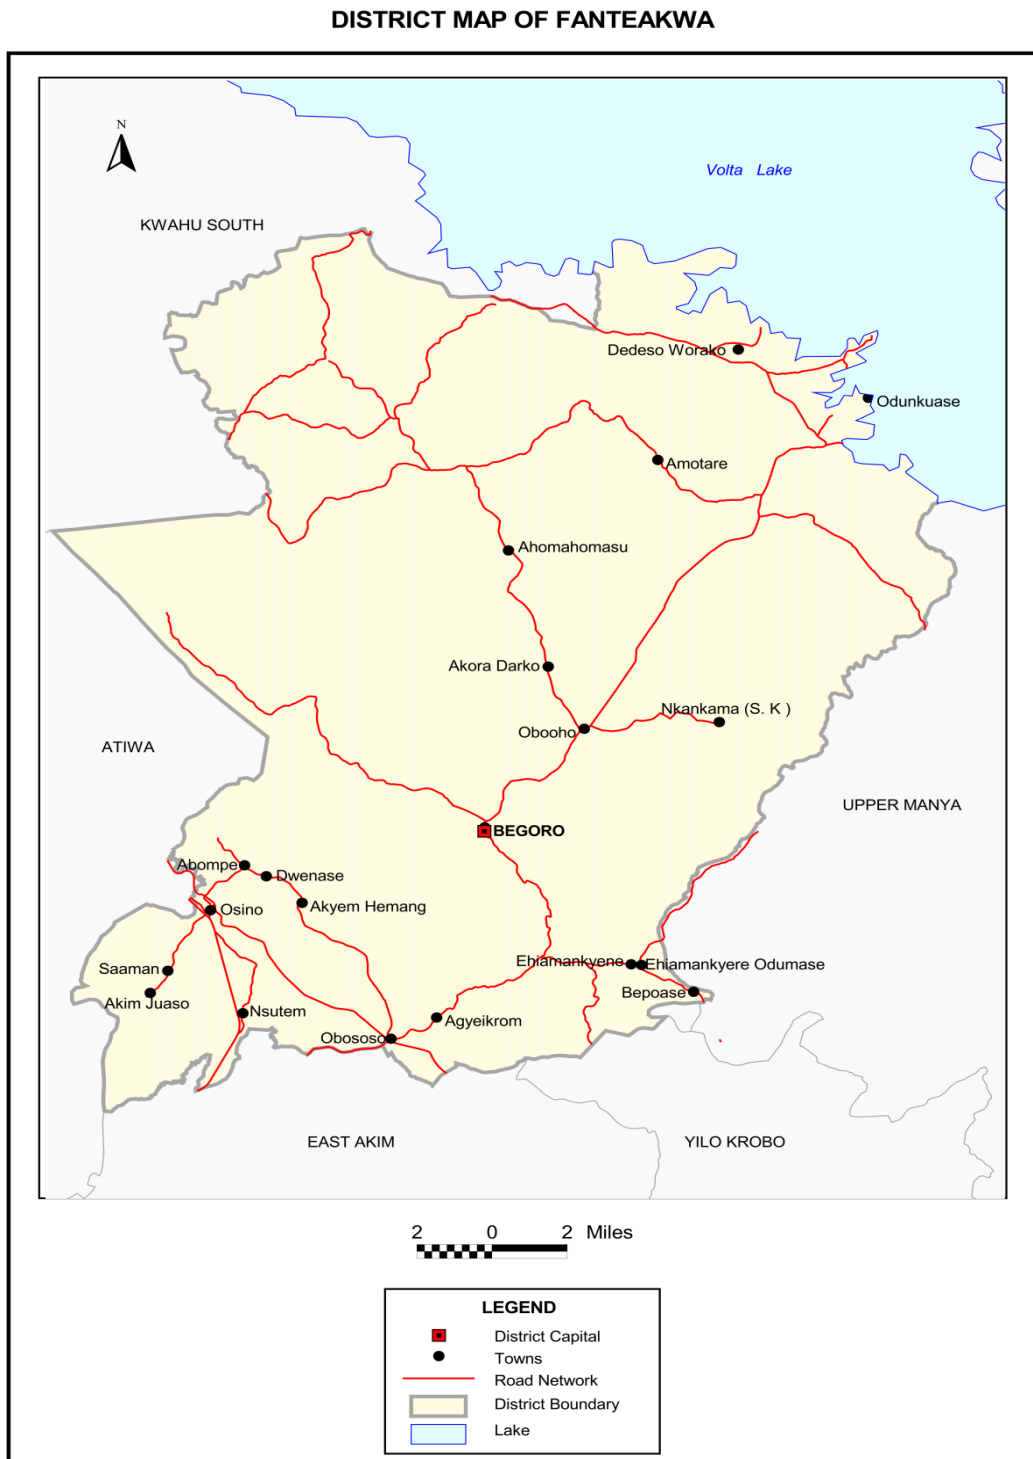 DISTRICT MAP OF FANTEAKWA
N
Volta Lake
KWAHU SOUTH
Dedeso Worako
Odunkuase
Amotare
Ahomahomasu
Akora Darko
Nkankama (S. K )
Obooho
ATIWA
UPPER MANYA
BEGORO
Abompe
Dwenase
Akyem Hemang
Osino
Saaman
Ehiamankyene
Ehiamankyere Odumase
Akim Juaso
Bepoase
Nsutem
Agyeikrom
Obososo
EAST AKIM
YILO KROBO
2 0 2 Miles
LEGEND
District Capital
Towns
Road Network
District Boundary
Lake